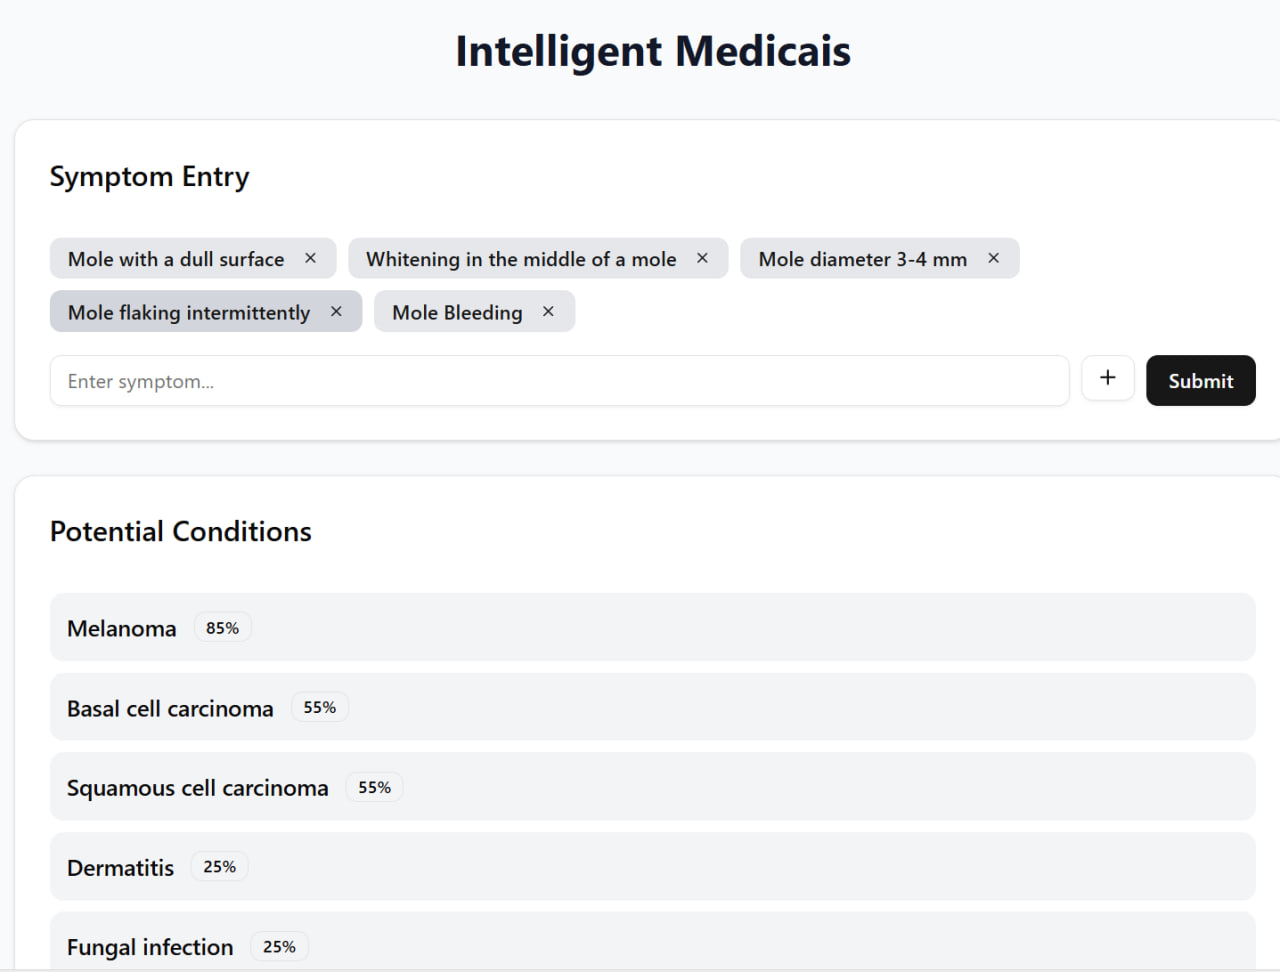 Intelligent Medicais
Symptom Entry
Mole with a dull surface × Whitening in the middle of a mole × Mole diameter 3-4 mm ×
Mole flaking intermittently × Mole Bleeding ×
Enter symptom... + Submit
Potential Conditions
Melanoma 85%
Basal cell carcinoma 55%
Squamous cell carcinoma 55%
Dermatitis 25%
Fungal infection 25%